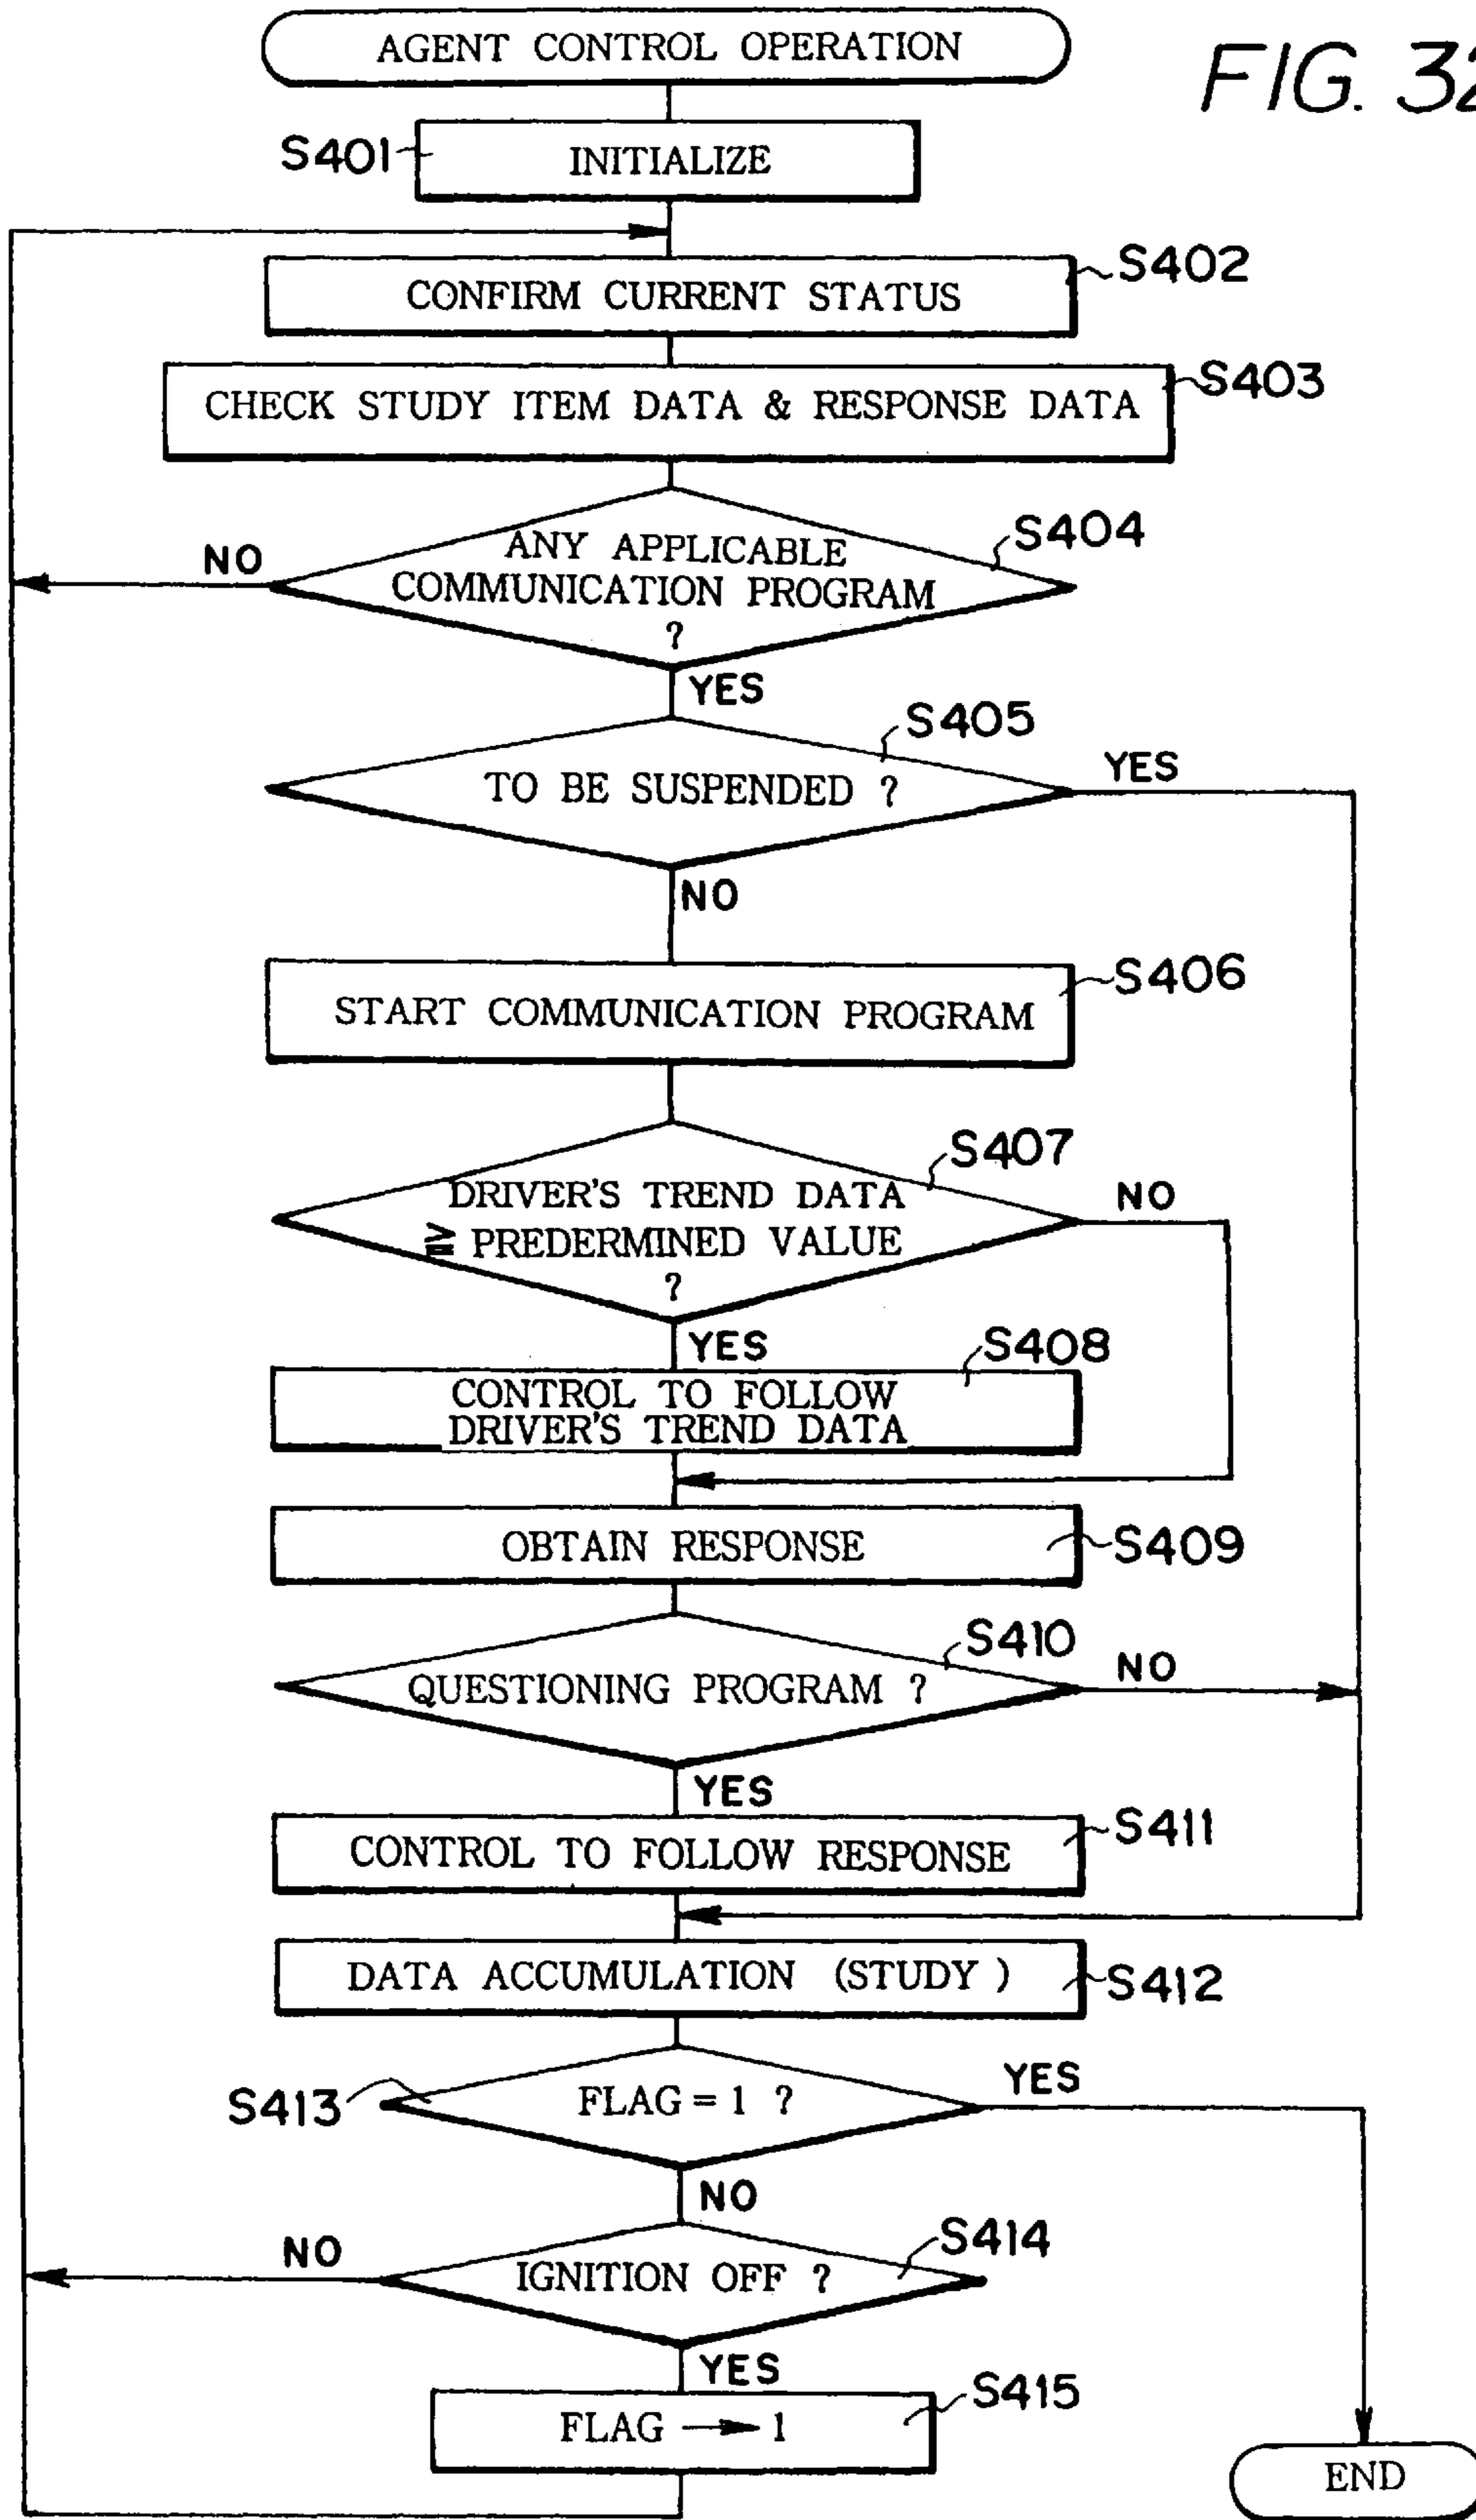 AGENT CONTROL OPERATION
FIG. 32
S401
INITIALIZE
CONFIRM CURRENT STATUS
S402
CHECK STUDY ITEM DATA & RESPONSE DATA
S403
S404
NO
ANY APPLICABLE
COMMUNICATION PROGRAM
?
YES
S405
TO BE SUSPENDED ?
YES
NO
START COMMUNICATION PROGRAM
S406
S407
DRIVER'S TREND DATA
≧ PREDERMINED VALUE
?
NO
YES
S408
CONTROL TO FOLLOW
DRIVER'S TREND DATA
OBTAIN RESPONSE
S409
S410
QUESTIONING PROGRAM ?
NO
YES
CONTROL TO FOLLOW RESPONSE
S411
DATA ACCUMULATION (STUDY )
S412
S413
FLAG = 1 ?
YES
NO
S414
NO
IGNITION OFF ?
YES
S415
FLAG → 1
END